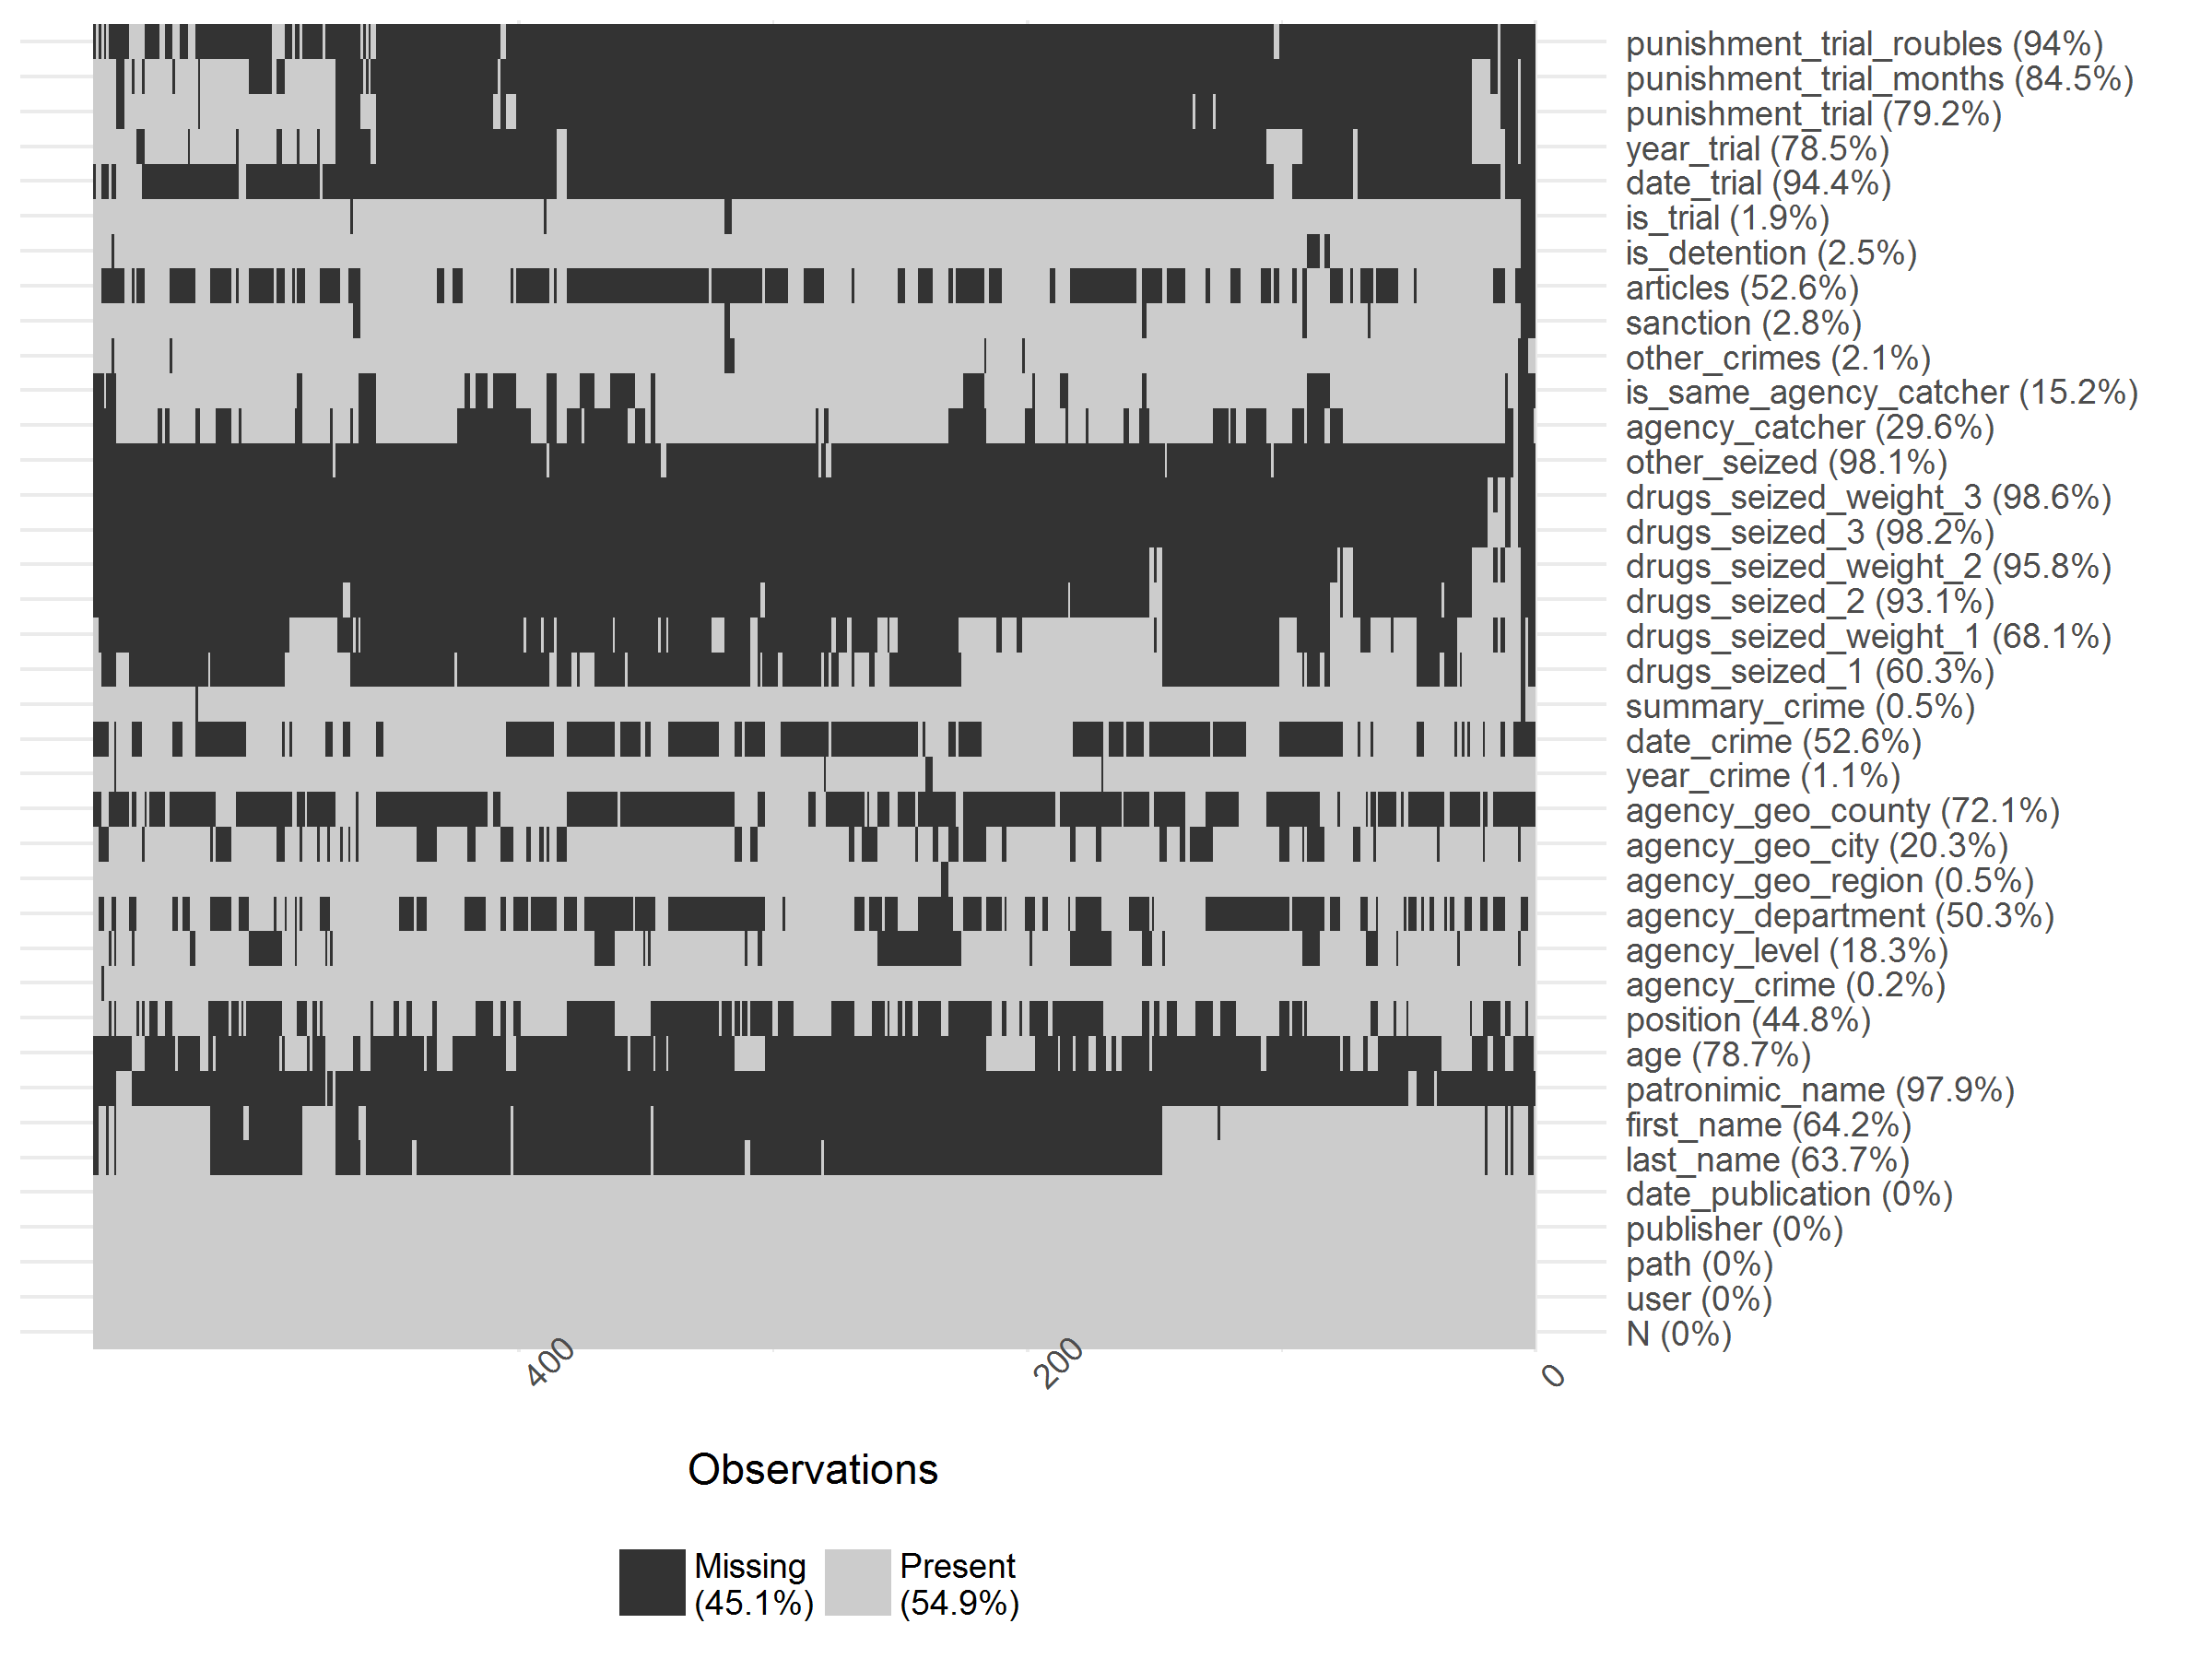 punishment_trial_roubles (94%)
punishment_trial_months (84.5%)
punishment_trial (79.2%)
year_trial (78.5%)
date_trial (94.4%)
is_trial (1.9%)
is_detention (2.5%)
articles (52.6%)
sanction (2.8%)
other_crimes (2.1%)
is_same_agency_catcher (15.2%)
agency_catcher (29.6%)
other_seized (98.1%)
drugs_seized_weight_3 (98.6%)
drugs_seized_3 (98.2%)
drugs_seized_weight_2 (95.8%)
drugs_seized_2 (93.1%)
drugs_seized_weight_1 (68.1%)
drugs_seized_1 (60.3%)
summary_crime (0.5%)
date_crime (52.6%)
year_crime (1.1%)
agency_geo_county (72.1%)
agency_geo_city (20.3%)
agency_geo_region (0.5%)
agency_department (50.3%)
agency_level (18.3%)
agency_crime (0.2%)
position (44.8%)
age (78.7%)
patronimic_name (97.9%)
first_name (64.2%)
last_name (63.7%)
date_publication (0%)
publisher (0%)
path (0%)
user (0%)
N (0%)
400
200
0
Observations
Missing
(45.1%)
Present
(54.9%)